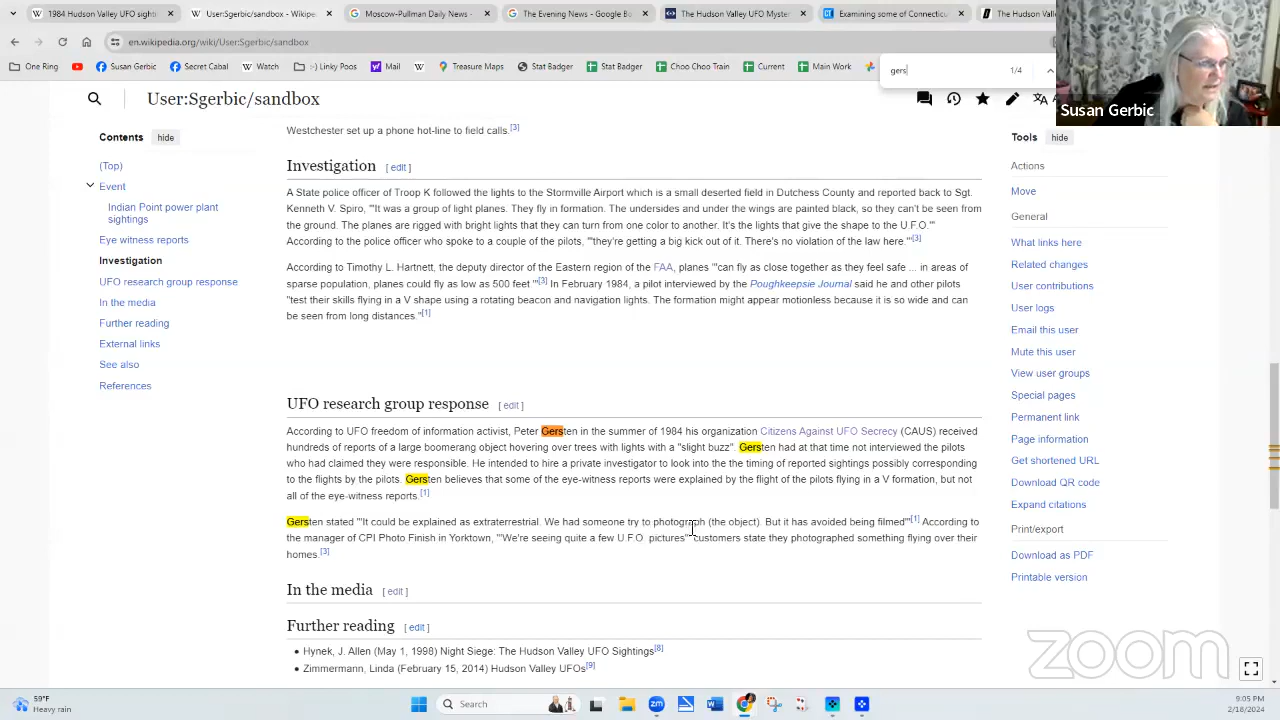 1984 Hudson Valley UFO sighti
User:Sgerbic/sandbox - Wikipe
Moscow-Pullman Daily News -
The Evening News - Google Bo
The Hudson Valley UFO Myster
Examining some of Connecticu
The Hudson Val
en.wikipedia.org/wiki/User:Sgerbic/sandbox
One Ring
Susan Gerbic
Secret Cabal
Watch
:-) Linky Poos
Mail
Treasure Maps
Stat Badger
Stat Badger
Choo Choo Train
Current
Main Work
gers
1/4
Susan Gerbic
User:Sgerbic/sandbox
Contents hide
(Top)
Event
Indian Point power plant
sightings
Eye witness reports
Investigation
UFO research group response
In the media
Further reading
External links
See also
References
Westchester set up a phone hot-line to field calls.[3]
Investigation [ edit ]
A State police officer of Troop K followed the lights to the Stormville Airport which is a small deserted field in Dutchess County and reported back to Sgt.
Kenneth V. Spiro, "'It was a group of light planes. They fly in formation. The undersides and under the wings are painted black, so they can't be seen from
the ground. The planes are rigged with bright lights that they can turn from one color to another. It's the lights that give the shape to the U.F.O.'"
According to the police officer who spoke to a couple of the pilots, "'they're getting a big kick out of it. There's no violation of the law here.'"[3]
According to Timothy L. Hartnett, the deputy director of the Eastern region of the FAA, planes "'can fly as close together as they feel safe ... in areas of
sparse population, planes could fly as low as 500 feet.'"[3] In February 1984, a pilot interviewed by the Poughkeepsie Journal said he and other pilots
"test their skills flying in a V shape using a rotating beacon and navigation lights. The formation might appear motionless because it is so wide and can
be seen from long distances."[1]
UFO research group response [ edit ]
According to UFO freedom of information activist, Peter Gersten in the summer of 1984 his organization Citizens Against UFO Secrecy (CAUS) received
hundreds of reports of a large boomerang object hovering over trees with lights with a "slight buzz". Gersten had at that time not interviewed the pilots
who had claimed they were responsible. He intended to hire a private investigator to look into the the timing of reported sightings possibly corresponding
to the flights by the pilots. Gersten believes that some of the eye-witness reports were explained by the flight of the pilots flying in a V formation, but not
all of the eye-witness reports.[1]
Gersten stated "'It could be explained as extraterrestrial. We had someone try to photograph (the object). But it has avoided being filmed'"[1] According to
the manager of CPI Photo Finish in Yorktown, "'We're seeing quite a few U.F.O. pictures'" customers state they photographed something flying over their
homes.[3]
In the media [ edit ]
Further reading [ edit ]
• Hynek, J. Allen (May 1, 1998) Night Siege: The Hudson Valley UFO Sightings[8]
• Zimmermann, Linda (February 15, 2014) Hudson Valley UFOs[9]
Tools hide
Actions
Move
General
What links here
Related changes
User contributions
User logs
Email this user
Mute this user
View user groups
Special pages
Permanent link
Page information
Get shortened URL
Download QR code
Expand citations
Print/export
Download as PDF
Printable version
zoom
59°F
Heavy rain
Search
9:05 PM
2/18/2024